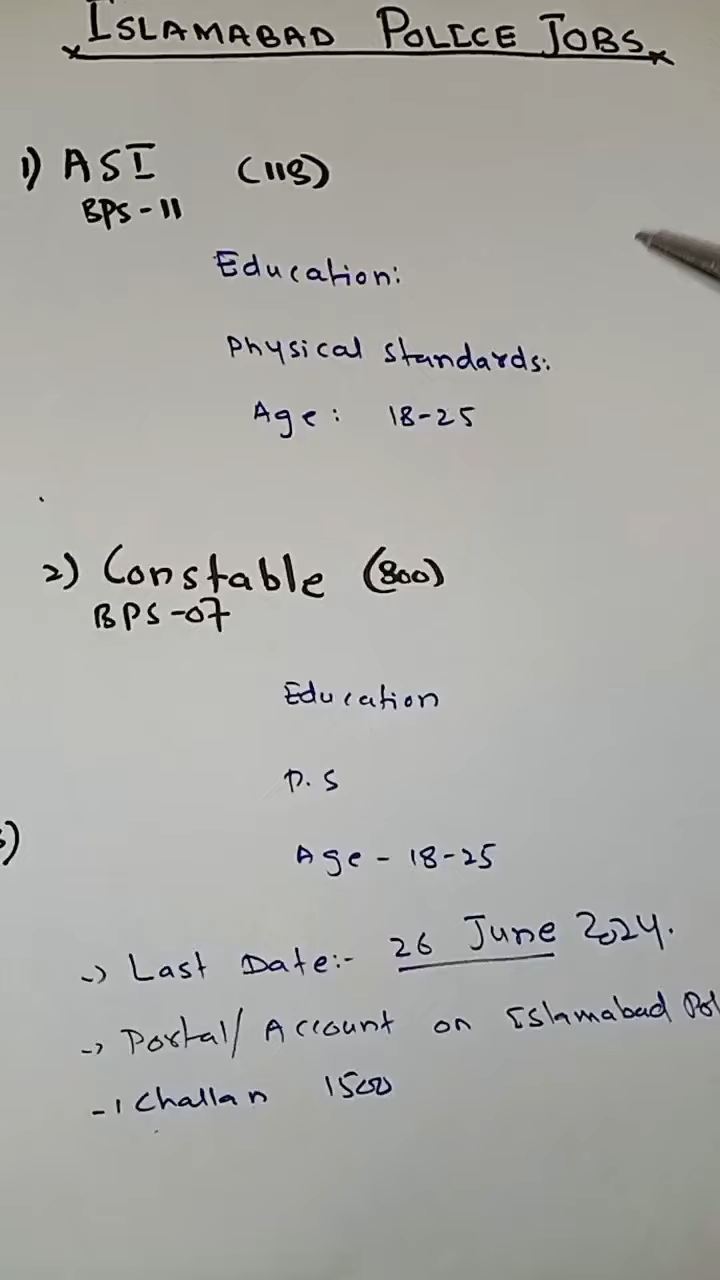 ISLAMABAD POLICE JOBS
1) ASI (118)
BPS-11
Education:
Physical standards:
Age: 18-25
2) Constable (800)
BPS-07
Education
P.S
Age - 18-25
-> Last Date:- 26 June 2024.
-> Portal/ Account on Islamabad Pol
-> Challan 1500